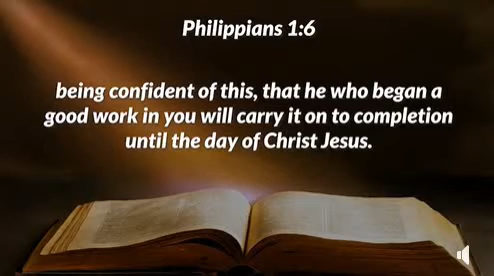 Philippians 1:6
being confident of this, that he who began a
good work in you will carry it on to completion
until the day of Christ Jesus.